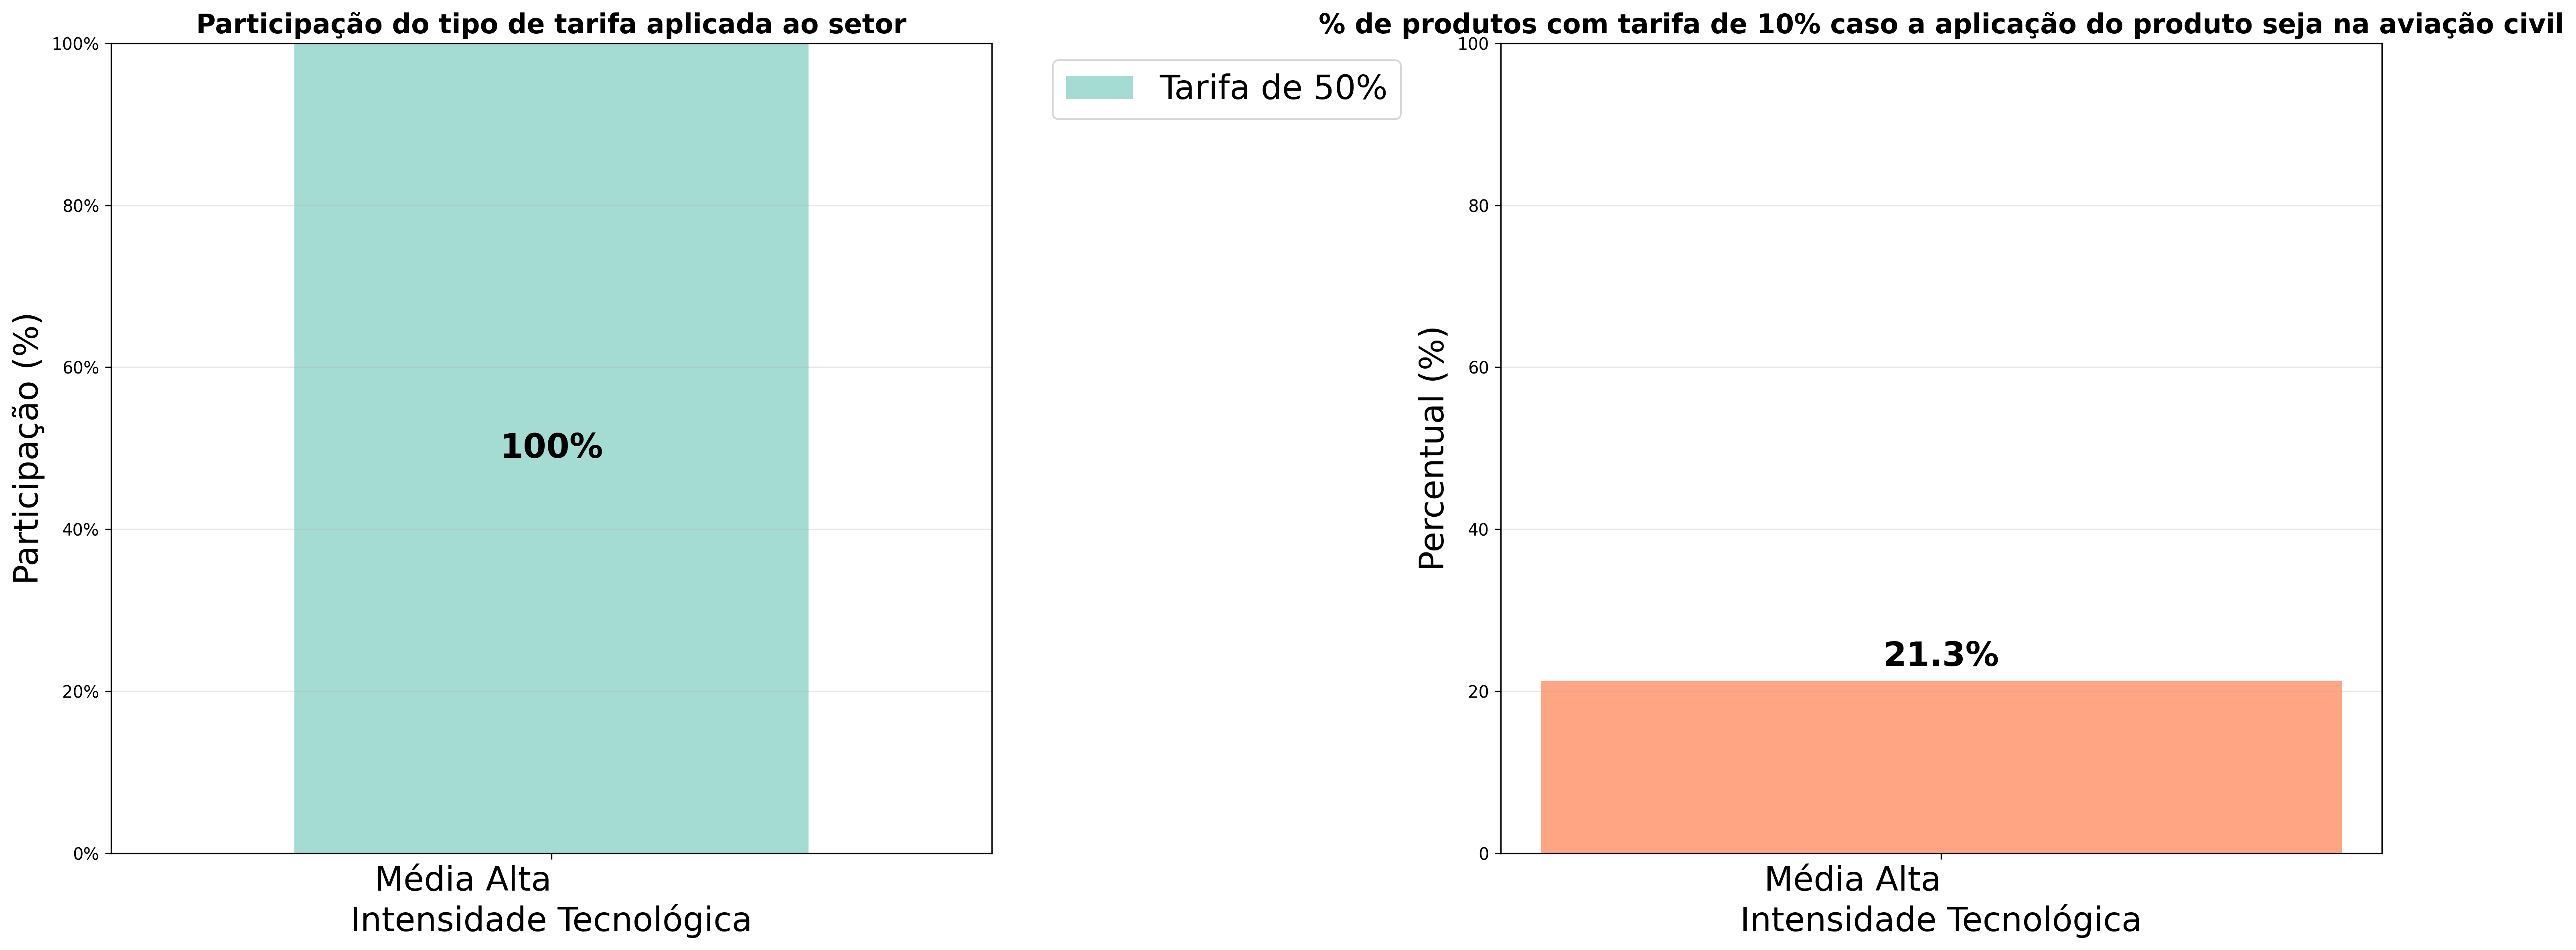 Participação do tipo de tarifa aplicada ao setor
Participação (%)
100%
80%
60%
40%
20%
0%
100%
Média Alta
Intensidade Tecnológica
Tarifa de 50%
% de produtos com tarifa de 10% caso a aplicação do produto seja na aviação civil
Percentual (%)
100
80
60
40
20
0
21.3%
Média Alta
Intensidade Tecnológica